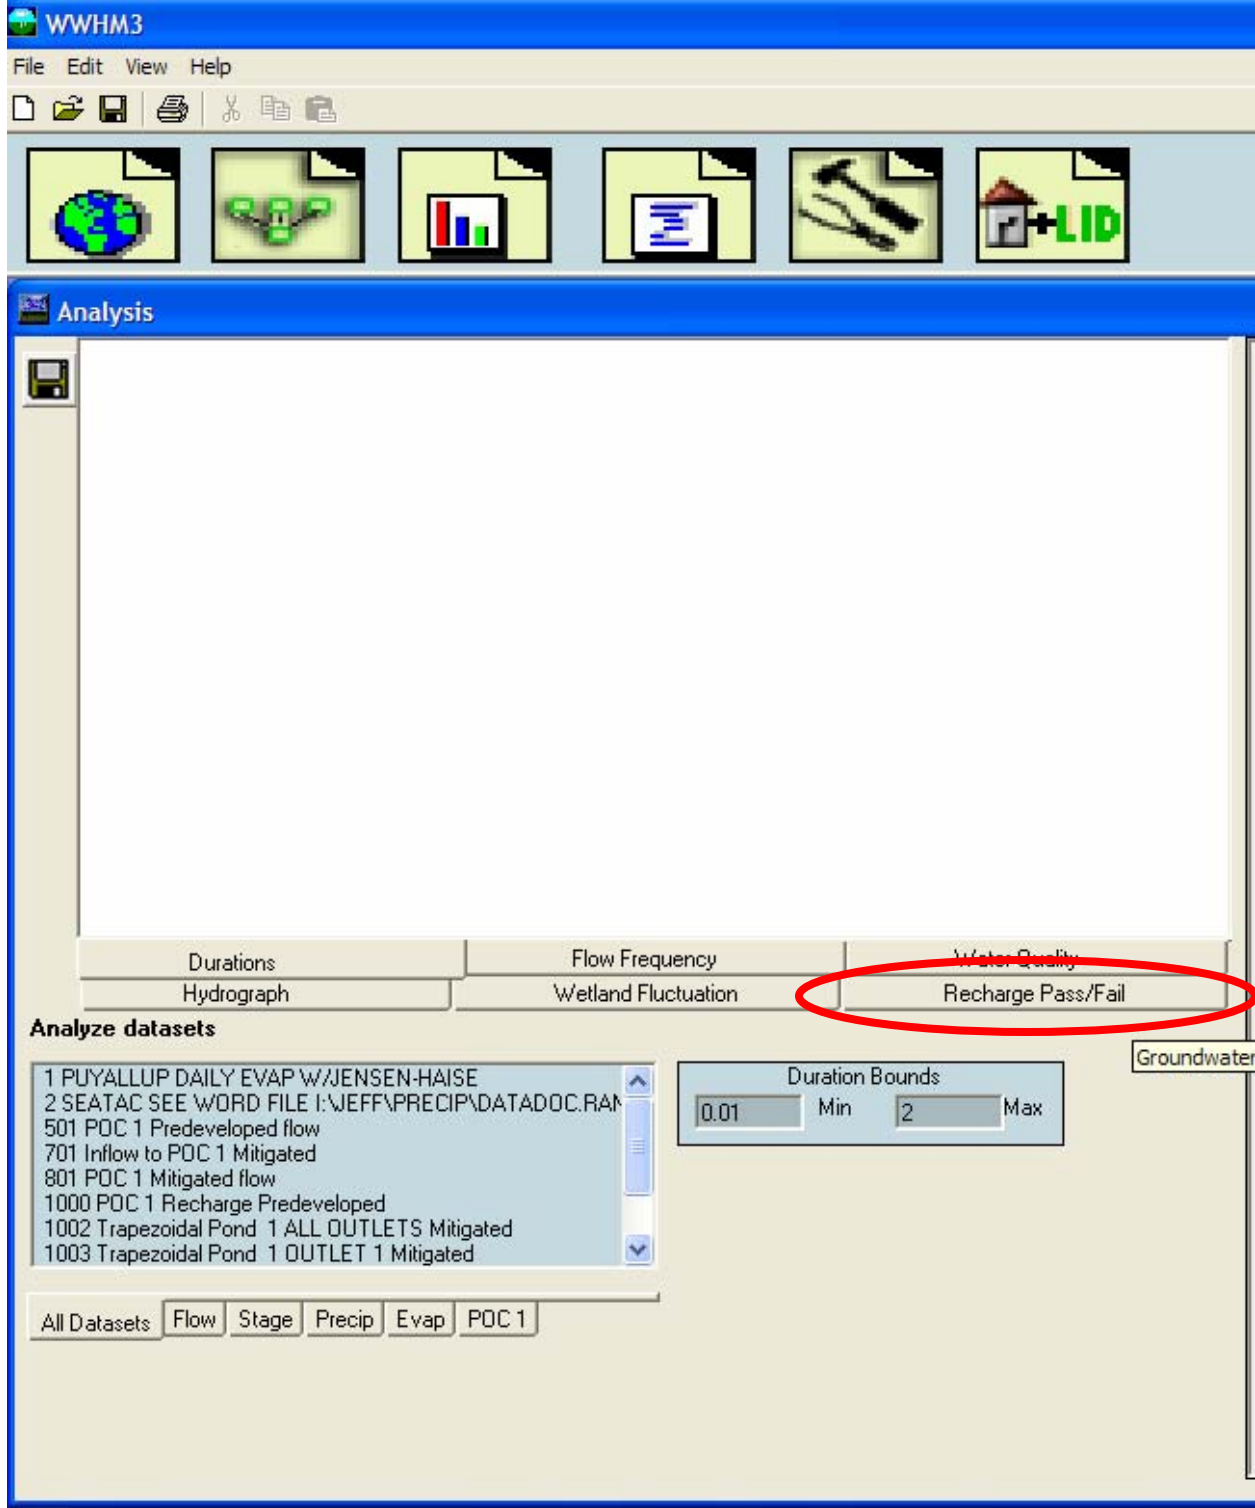 WWHM3
File Edit View Help
LID
Analysis
Durations Flow Frequency Water Quality
Hydrograph Wetland Fluctuation Recharge Pass/Fail
Analyze datasets
Groundwater
1 PUYALLUP DAILY EVAP W/JENSEN-HAISE
2 SEATAC SEE WORD FILE I:\JEFF\PRECIP\DATADOC.RAN
501 POC 1 Predeveloped flow
701 Inflow to POC 1 Mitigated
801 POC 1 Mitigated flow
1000 POC 1 Recharge Predeveloped
1002 Trapezoidal Pond 1 ALL OUTLETS Mitigated
1003 Trapezoidal Pond 1 OUTLET 1 Mitigated
Duration Bounds
0.01 Min 2 Max
All Datasets Flow Stage Precip Evap POC 1